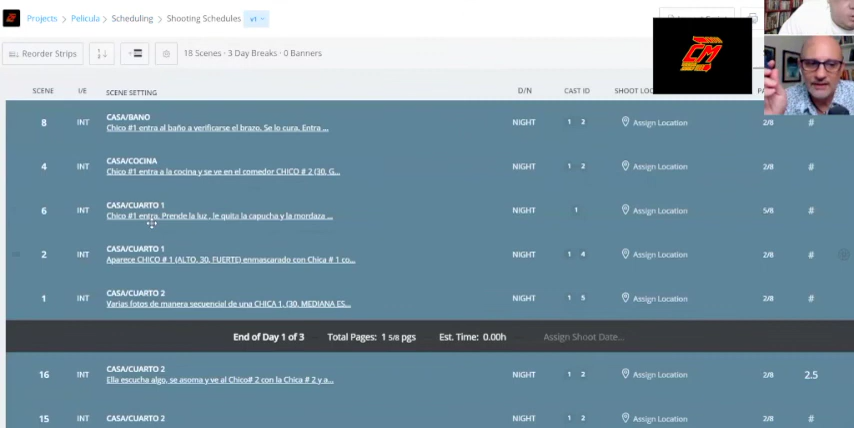 Projects > Pelicula > Scheduling > Shooting Schedules v1
Reorder Strips 18 Scenes · 3 Day Breaks · 0 Banners
CM
SCENE I/E SCENE SETTING D/N CAST ID SHOOT LOC
8 INT CASA/BANO NIGHT 1 2 Assign Location 2/8 #
Chico #1 entra al baño a verificarse el brazo. Se lo cura. Entra ...
4 INT CASA/COCINA NIGHT 1 2 Assign Location 2/8 #
Chico #1 entra a la cocina y se ve en el comedor CHICO # 2 (30, G...
6 INT CASA/CUARTO 1 NIGHT 1 Assign Location 5/8 #
Chico #1 entra. Prende la luz , le quita la capucha y la mordaza ...
2 INT CASA/CUARTO 1 NIGHT 1 4 Assign Location 2/8 #
Aparece CHICO # 1 (ALTO, 30, FUERTE) enmascarado con Chica # 1 co...
1 INT CASA/CUARTO 2 NIGHT 1 5 Assign Location 2/8 #
Varias fotos de manera secuencial de una CHICA 1, (30, MEDIANA ES...
End of Day 1 of 3 Total Pages: 1 5/8 pgs Est. Time: 0.00h Assign Shoot Date...
16 INT CASA/CUARTO 2 NIGHT 1 2 Assign Location 2/8 2.5
Ella escucha algo, se asoma y ve al Chico# 2 con la Chica # 2 y a...
15 INT CASA/CUARTO 2 NIGHT 1 2 Assign Location 2/8 #